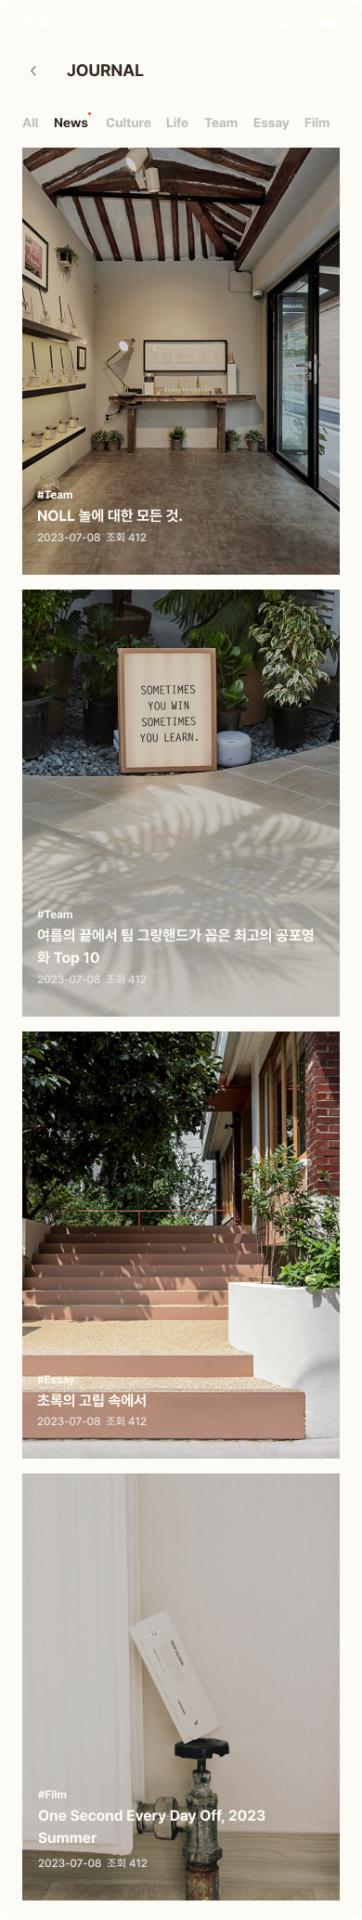 9:41
JOURNAL
All News Culture Life Team Essay Film
#Team
NOLL 놀에 대한 모든 것.
2023-07-08 조회 412
SOMETIMES
YOU WIN
SOMETIMES
YOU LEARN.
#Team
여름의 끝에서 팀 그랑핸드가 꼽은 최고의 공포영
화 Top 10
2023-07-08 조회 412
#Essay
초록의 고립 속에서
2023-07-08 조회 412
#Film
One Second Every Day Off, 2023
Summer
2023-07-08 조회 412